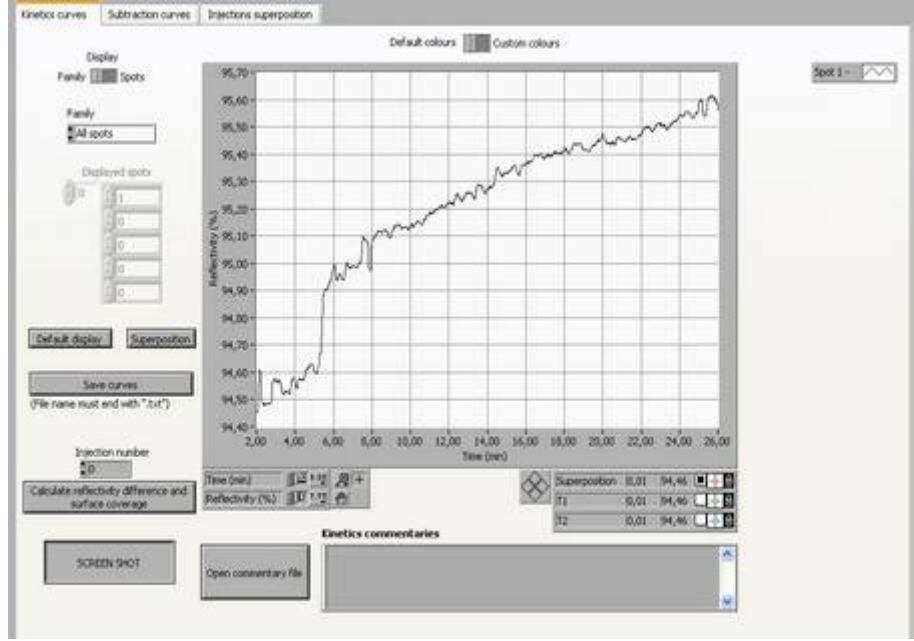 Kinetics curves Subtraction curves Injections superposition
Default colours Custom colours
Display
Family Spots
Spot 1 -
Family
All spots
Displayed spots
0 1
0
0
0
0
Default display Superposition
Save curves
(File name must end with ".txt")
Injection number
0
Calculate reflectivity difference and
surface coverage
SCREEN SHOT
Reflectivity (%)
95,70
95,60
95,50
95,40
95,30
95,20
95,10
95,00
94,90
94,80
94,70
94,60
94,50
94,40
2,00 4,00 6,00 8,00 10,00 12,00 14,00 16,00 18,00 20,00 22,00 24,00 26,00
Time (min)
Time (min)
Reflectivity (%)
Superposition 0,01 94,46
T1 0,01 94,46
T2 0,01 94,46
Kinetics commentaries
Open commentary file